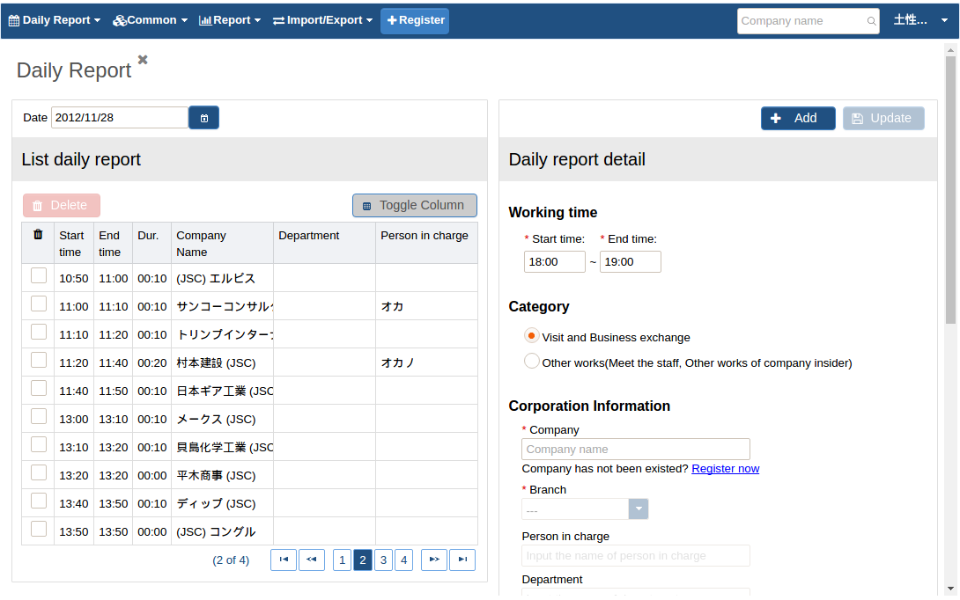 Daily Report Common Report Import/Export Register Company name 土性...
Daily Report
Date 2012/11/28
Add Update
List daily report
Daily report detail
Delete Toggle Column
Start time End time Dur. Company Name Department Person in charge
10:50 11:00 00:10 (JSC) エルピス
11:00 11:10 00:10 サンコーコンサル オカ
11:10 11:20 00:10 トリンプインター
11:20 11:40 00:20 村本建設 (JSC) オカノ
11:40 11:50 00:10 日本ギア工業 (JSC
13:00 13:10 00:10 メークス (JSC)
13:10 13:20 00:10 貝島化学工業 (JSC
13:20 13:20 00:00 平木商事 (JSC)
13:40 13:50 00:10 ディップ (JSC)
13:50 13:50 00:00 (JSC) コングル
(2 of 4) 1 2 3 4
Working time
* Start time: * End time:
18:00 ~ 19:00
Category
Visit and Business exchange
Other works(Meet the staff, Other works of company insider)
Corporation Information
* Company
Company name
Company has not been existed? Register now
* Branch
---
Person in charge
Input the name of person in charge
Department